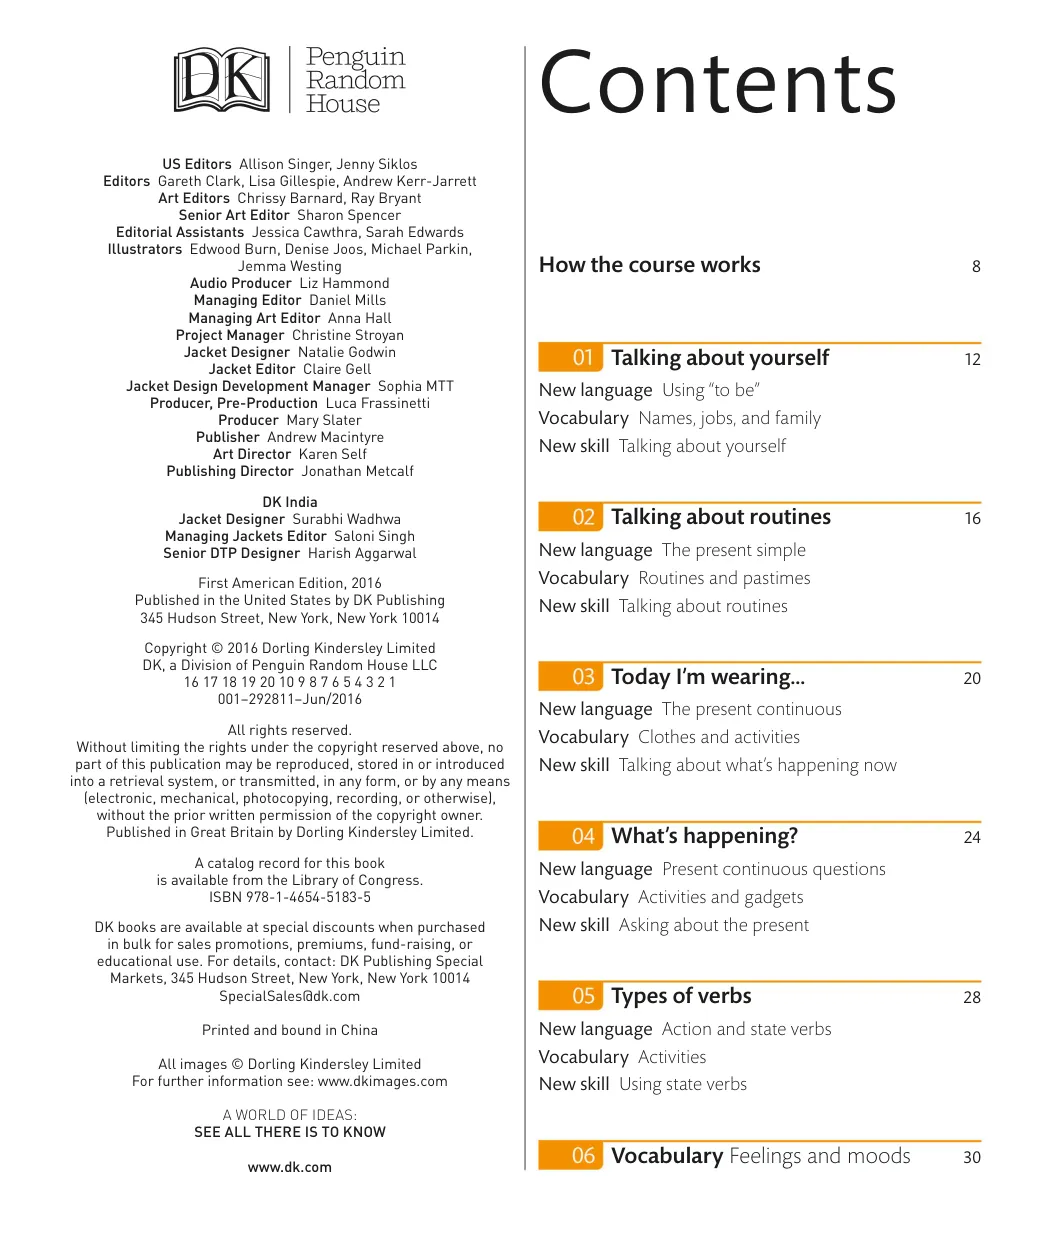 DK
Penguin
Random
House
US Editors Allison Singer, Jenny Siklos
Editors Gareth Clark, Lisa Gillespie, Andrew Kerr-Jarrett
Art Editors Chrissy Barnard, Ray Bryant
Senior Art Editor Sharon Spencer
Editorial Assistants Jessica Cawthra, Sarah Edwards
Illustrators Edwood Burn, Denise Joos, Michael Parkin,
Jemma Westing
Audio Producer Liz Hammond
Managing Editor Daniel Mills
Managing Art Editor Anna Hall
Project Manager Christine Stroyan
Jacket Designer Natalie Godwin
Jacket Editor Claire Gell
Jacket Design Development Manager Sophia MTT
Producer, Pre-Production Luca Frassinetti
Producer Mary Slater
Publisher Andrew Macintyre
Art Director Karen Self
Publishing Director Jonathan Metcalf
DK India
Jacket Designer Surabhi Wadhwa
Managing Jackets Editor Saloni Singh
Senior DTP Designer Harish Aggarwal
First American Edition, 2016
Published in the United States by DK Publishing
345 Hudson Street, New York, New York 10014
Copyright © 2016 Dorling Kindersley Limited
DK, a Division of Penguin Random House LLC
16 17 18 19 20 10 9 8 7 6 5 4 3 2 1
001–292811–Jun/2016
All rights reserved.
Without limiting the rights under the copyright reserved above, no
part of this publication may be reproduced, stored in or introduced
into a retrieval system, or transmitted, in any form, or by any means
(electronic, mechanical, photocopying, recording, or otherwise),
without the prior written permission of the copyright owner.
Published in Great Britain by Dorling Kindersley Limited.
A catalog record for this book
is available from the Library of Congress.
ISBN 978-1-4654-5183-5
DK books are available at special discounts when purchased
in bulk for sales promotions, premiums, fund-raising, or
educational use. For details, contact: DK Publishing Special
Markets, 345 Hudson Street, New York, New York 10014
SpecialSales@dk.com
Printed and bound in China
All images © Dorling Kindersley Limited
For further information see: www.dkimages.com
A WORLD OF IDEAS:
SEE ALL THERE IS TO KNOW
www.dk.com
Contents
How the course works 8
01 Talking about yourself 12
New language Using “to be”
Vocabulary Names, jobs, and family
New skill Talking about yourself
02 Talking about routines 16
New language The present simple
Vocabulary Routines and pastimes
New skill Talking about routines
03 Today I’m wearing... 20
New language The present continuous
Vocabulary Clothes and activities
New skill Talking about what’s happening now
04 What’s happening? 24
New language Present continuous questions
Vocabulary Activities and gadgets
New skill Asking about the present
05 Types of verbs 28
New language Action and state verbs
Vocabulary Activities
New skill Using state verbs
06 Vocabulary Feelings and moods 30